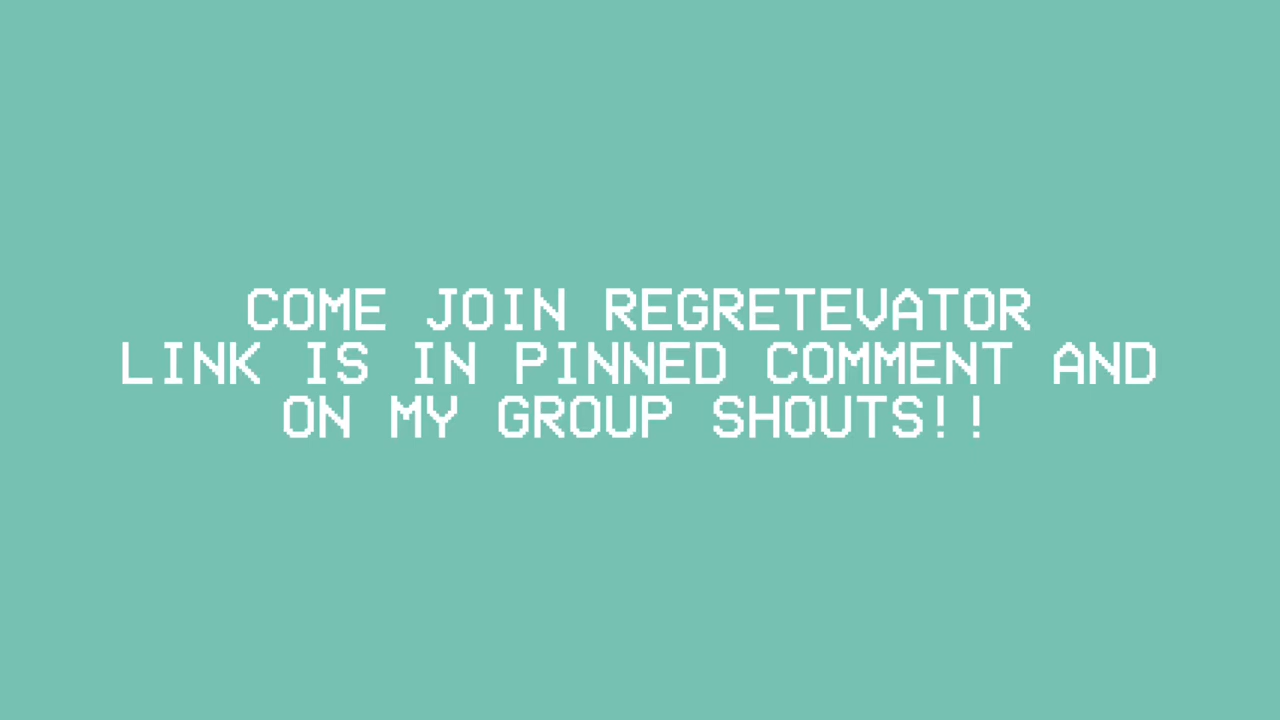 COME JOIN REGRETEVATOR
LINK IS IN PINNED COMMENT AND
ON MY GROUP SHOUTS!!